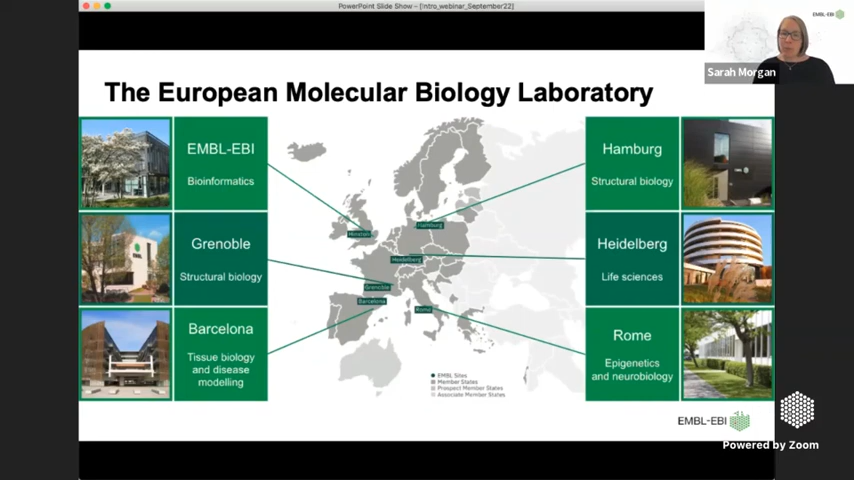 PowerPoint Slide Show - [Intro_webinar_September22]
EMBL-EBI
Sarah Morgan
The European Molecular Biology Laboratory
EMBL-EBI
Bioinformatics
Grenoble
Structural biology
Barcelona
Tissue biology
and disease
modelling
Hinxton
Hamburg
Heidelberg
Grenoble
Barcelona
Rome
EMBL Sites
Member States
Prospect Member States
Associate Member States
Hamburg
Structural biology
Heidelberg
Life sciences
Rome
Epigenetics
and neurobiology
EMBL-EBI
Powered by Zoom